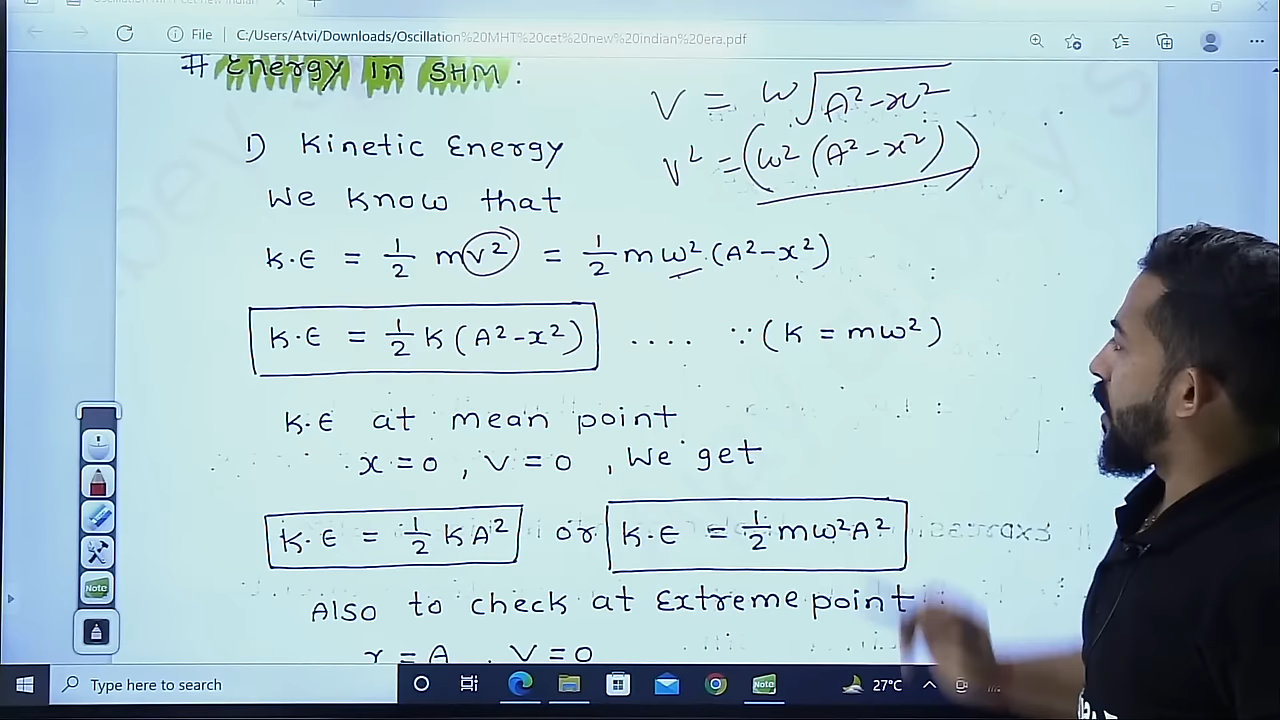 File C:/Users/Atvi/Downloads/Oscillation%20MHT%20cet%20new%20indian%20era.pdf
# Energy in SHM :
V = ω√A²-x²
V² = (ω² (A²-x²))
1) Kinetic Energy
We know that
K.E = 1/2 mv² = 1/2 mω².(A²-x²)
K.E = 1/2 K (A²-x²) .... ∵ (K = mω²)
K.E at mean point
x = 0 , V = 0 , We get
K.E = 1/2 KA² or K.E = 1/2 mω²A²
Also to check at Extreme point
x = A , V = 0
Note
Type here to search
Note
27°C